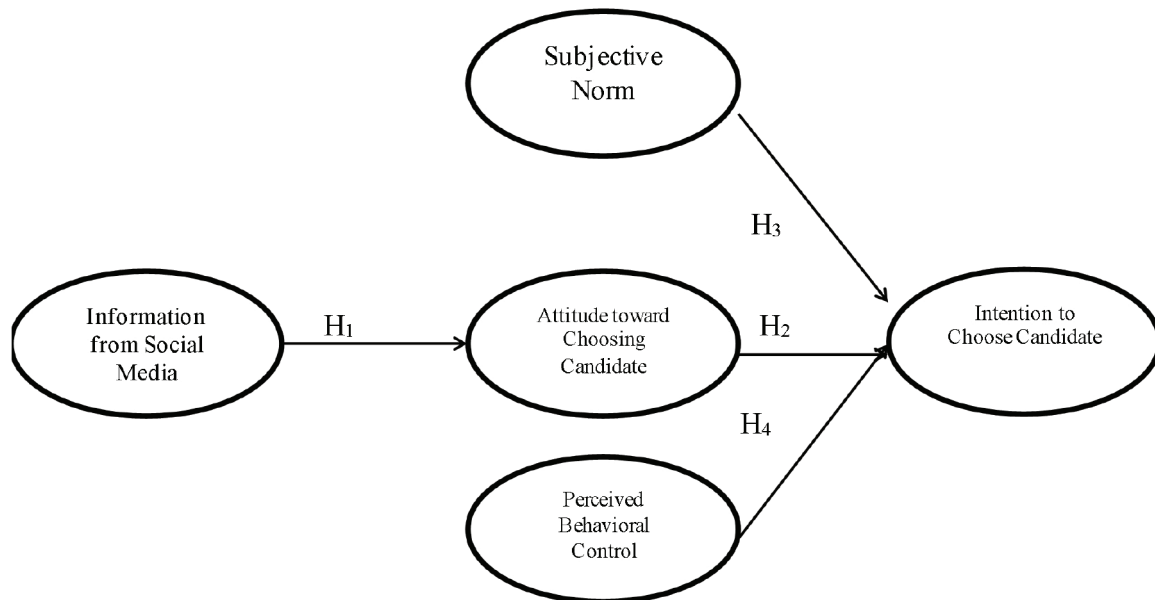 Subjective
Norm
H₃
Information
from Social
Media
H₁
Attitude toward
Choosing
Candidate
H₂
Intention to
Choose Candidate
H₄
Perceived
Behavioral
Control